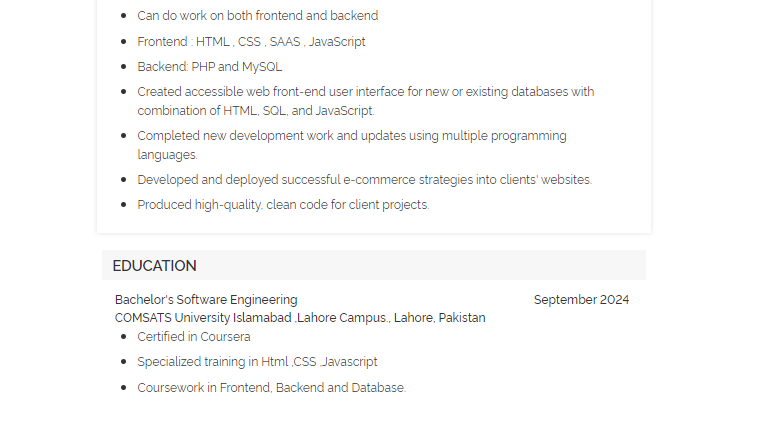 Can do work on both frontend and backend
Frontend : HTML , CSS , SAAS , JavaScript
Backend: PHP and MySQL
Created accessible web front-end user interface for new or existing databases with
combination of HTML, SQL, and JavaScript.
Completed new development work and updates using multiple programming
languages.
Developed and deployed successful e-commerce strategies into clients' websites.
Produced high-quality, clean code for client projects.
EDUCATION
Bachelor's Software Engineering September 2024
COMSATS University Islamabad ,Lahore Campus., Lahore, Pakistan
Certified in Coursera
Specialized training in Html ,CSS ,Javascript
Coursework in Frontend, Backend and Database.